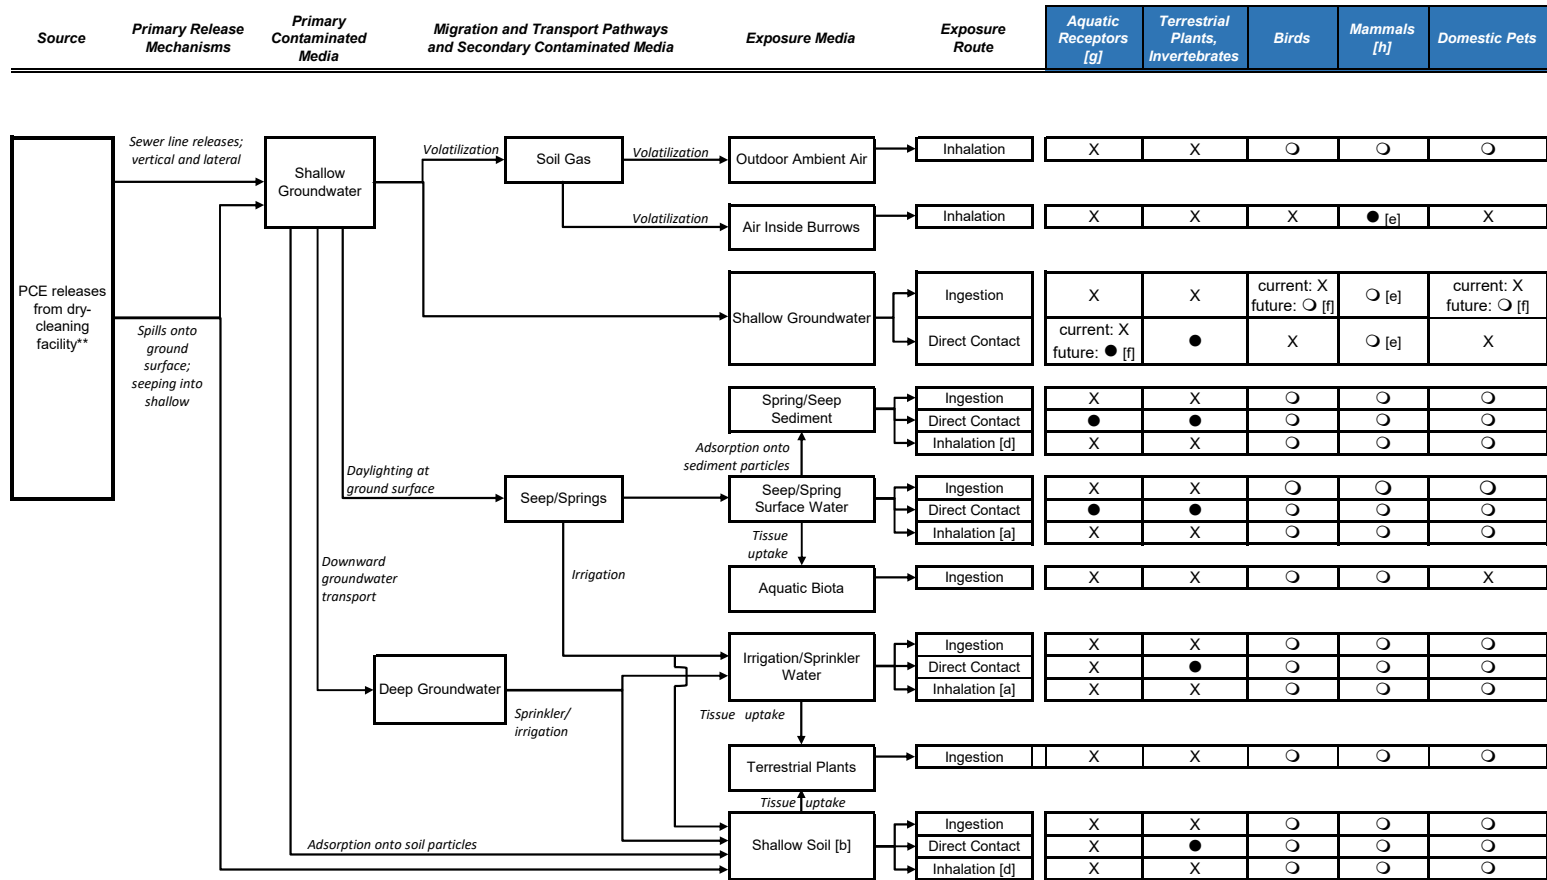 Source
Primary Release
Mechanisms
Primary
Contaminated
Media
Migration and Transport Pathways
and Secondary Contaminated Media
Exposure Media
Exposure
Route
Aquatic
Receptors
[g]
Terrestrial
Plants,
Invertebrates
Birds
Mammals
[h]
Domestic Pets
PCE releases
from dry-
cleaning
facility**
Sewer line releases;
vertical and lateral
Spills onto
ground
surface;
seeping into
shallow
Shallow
Groundwater
Volatilization
Soil Gas
Volatilization
Outdoor Ambient Air
Inhalation
X X ❍ ❍ ❍
Volatilization
Air Inside Burrows
Inhalation
X X X ● [e] X
Shallow Groundwater
Ingestion
X X current: X
future: ❍ [f] ❍ [e] current: X
future: ❍ [f]
Direct Contact
current: X
future: ● [f] ● X ❍ [e] X
Spring/Seep
Sediment
Ingestion
X X ❍ ❍ ❍
Direct Contact
● ● ❍ ❍ ❍
Inhalation [d]
X X ❍ ❍ ❍
Adsorption onto
sediment particles
Daylighting at
ground surface
Seep/Springs
Seep/Spring
Surface Water
Ingestion
X X ❍ ❍ ❍
Direct Contact
● ● ❍ ❍ ❍
Inhalation [a]
X X ❍ ❍ ❍
Tissue
uptake
Aquatic Biota
Ingestion
X X ❍ ❍ X
Downward
groundwater
transport
Irrigation
Deep Groundwater
Sprinkler/
irrigation
Irrigation/Sprinkler
Water
Ingestion
X X ❍ ❍ ❍
Direct Contact
X ● ❍ ❍ ❍
Inhalation [a]
X X ❍ ❍ ❍
Tissue uptake
Terrestrial Plants
Ingestion
X X ❍ ❍ ❍
Tissue uptake
Adsorption onto soil particles
Shallow Soil [b]
Ingestion
X X ❍ ❍ ❍
Direct Contact
X ● ❍ ❍ ❍
Inhalation [d]
X X ❍ ❍ ❍